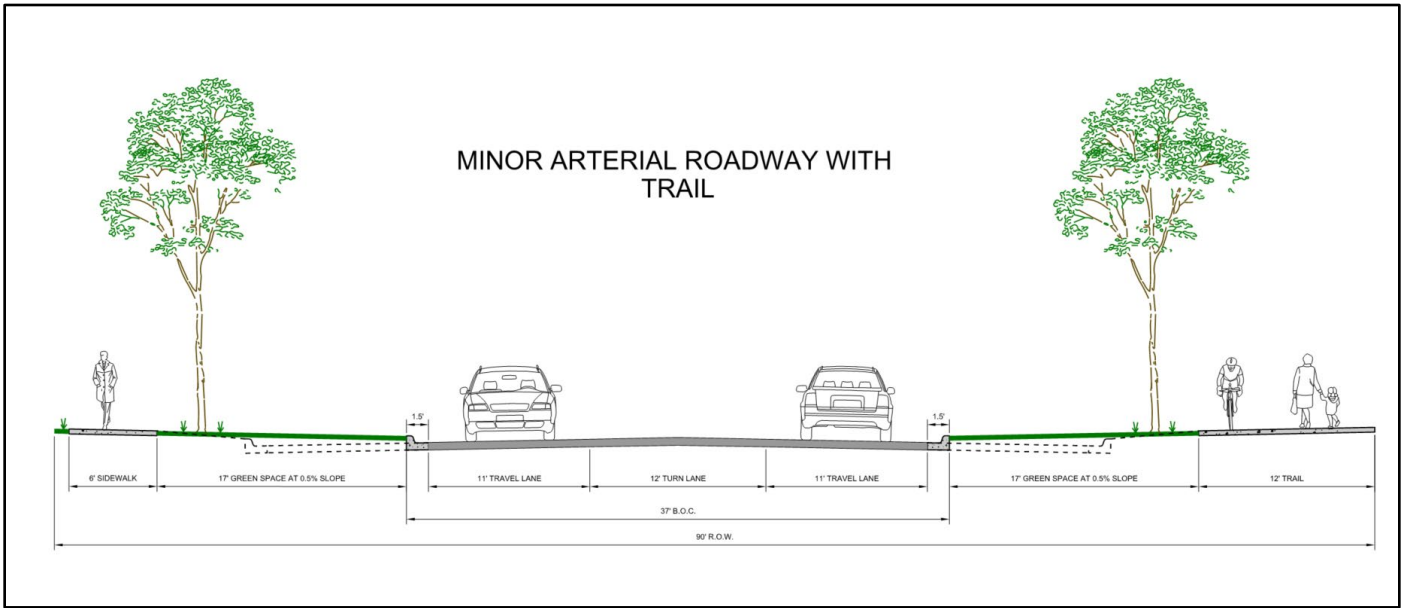 MINOR ARTERIAL ROADWAY WITH
TRAIL
1.5'
1.5'
6' SIDEWALK
17' GREEN SPACE AT 0.5% SLOPE
11' TRAVEL LANE
12' TURN LANE
11' TRAVEL LANE
17' GREEN SPACE AT 0.5% SLOPE
12' TRAIL
37' B.O.C.
90' R.O.W.